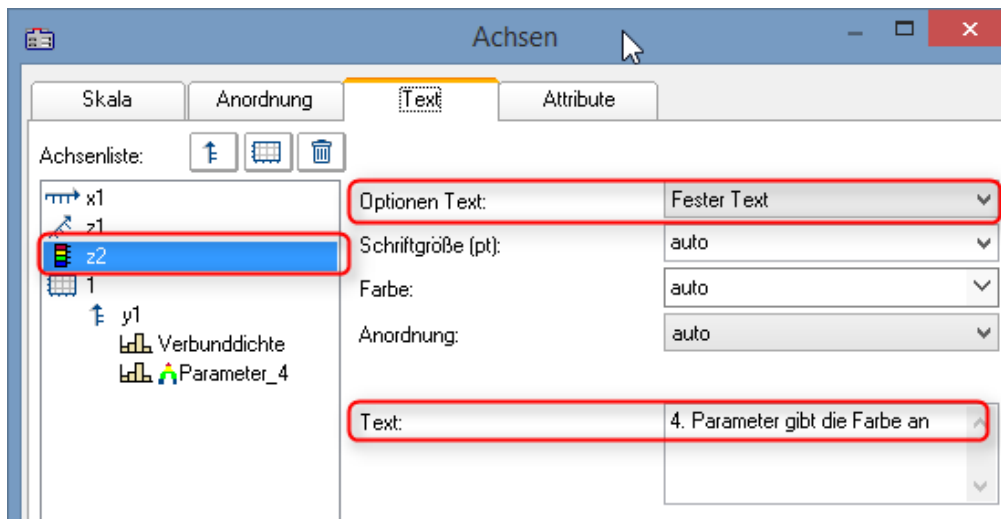 Achsen
Skala Anordnung Text Attribute
Achsenliste:
x1
z1
z2
1
y1
Verbunddichte
Parameter_4
Optionen Text: Fester Text
Schriftgröße (pt): auto
Farbe: auto
Anordnung: auto
Text: 4. Parameter gibt die Farbe an